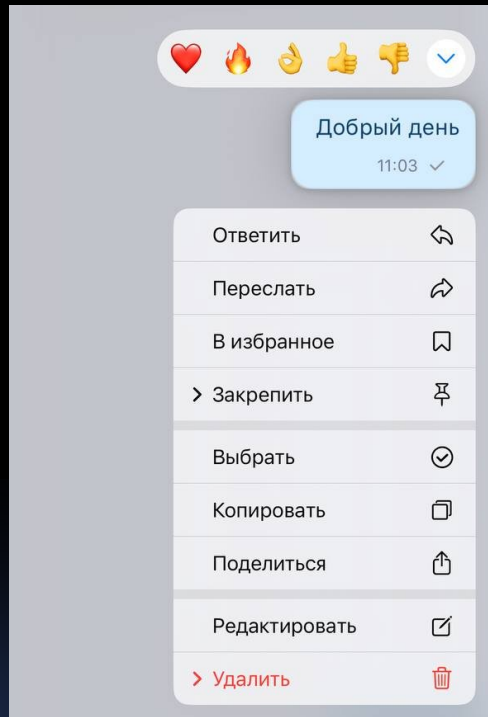 Добрый день
11:03
Ответить
Переслать
В избранное
Закрепить
Выбрать
Копировать
Поделиться
Редактировать
Удалить